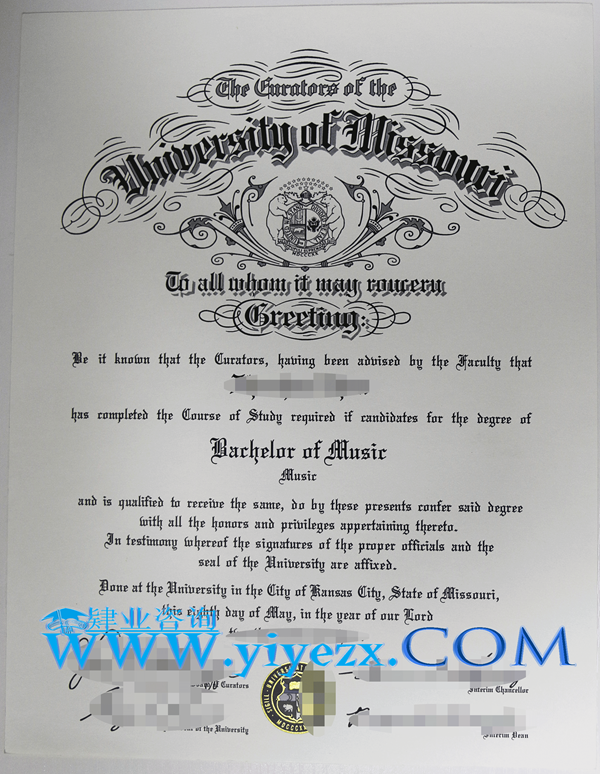 The Curators of the
University of Missouri
To all whom it may concern
Greeting:
Be it known that the Curators, having been advised by the Faculty that
has completed the Course of Study required if candidates for the degree of
Bachelor of Music
Music
and is qualified to receive the same, do by these presents confer said degree
with all the honors and privileges appertaining thereto.
In testimony whereof the signatures of the proper officials and the
seal of the University are affixed.
Done at the University in the City of Kansas City, State of Missouri,
this eighth day of May, in the year of our Lord
肄业咨询
www.yiyezx.COM
Curators
Interim Chancellor
of the University
Interim Dean